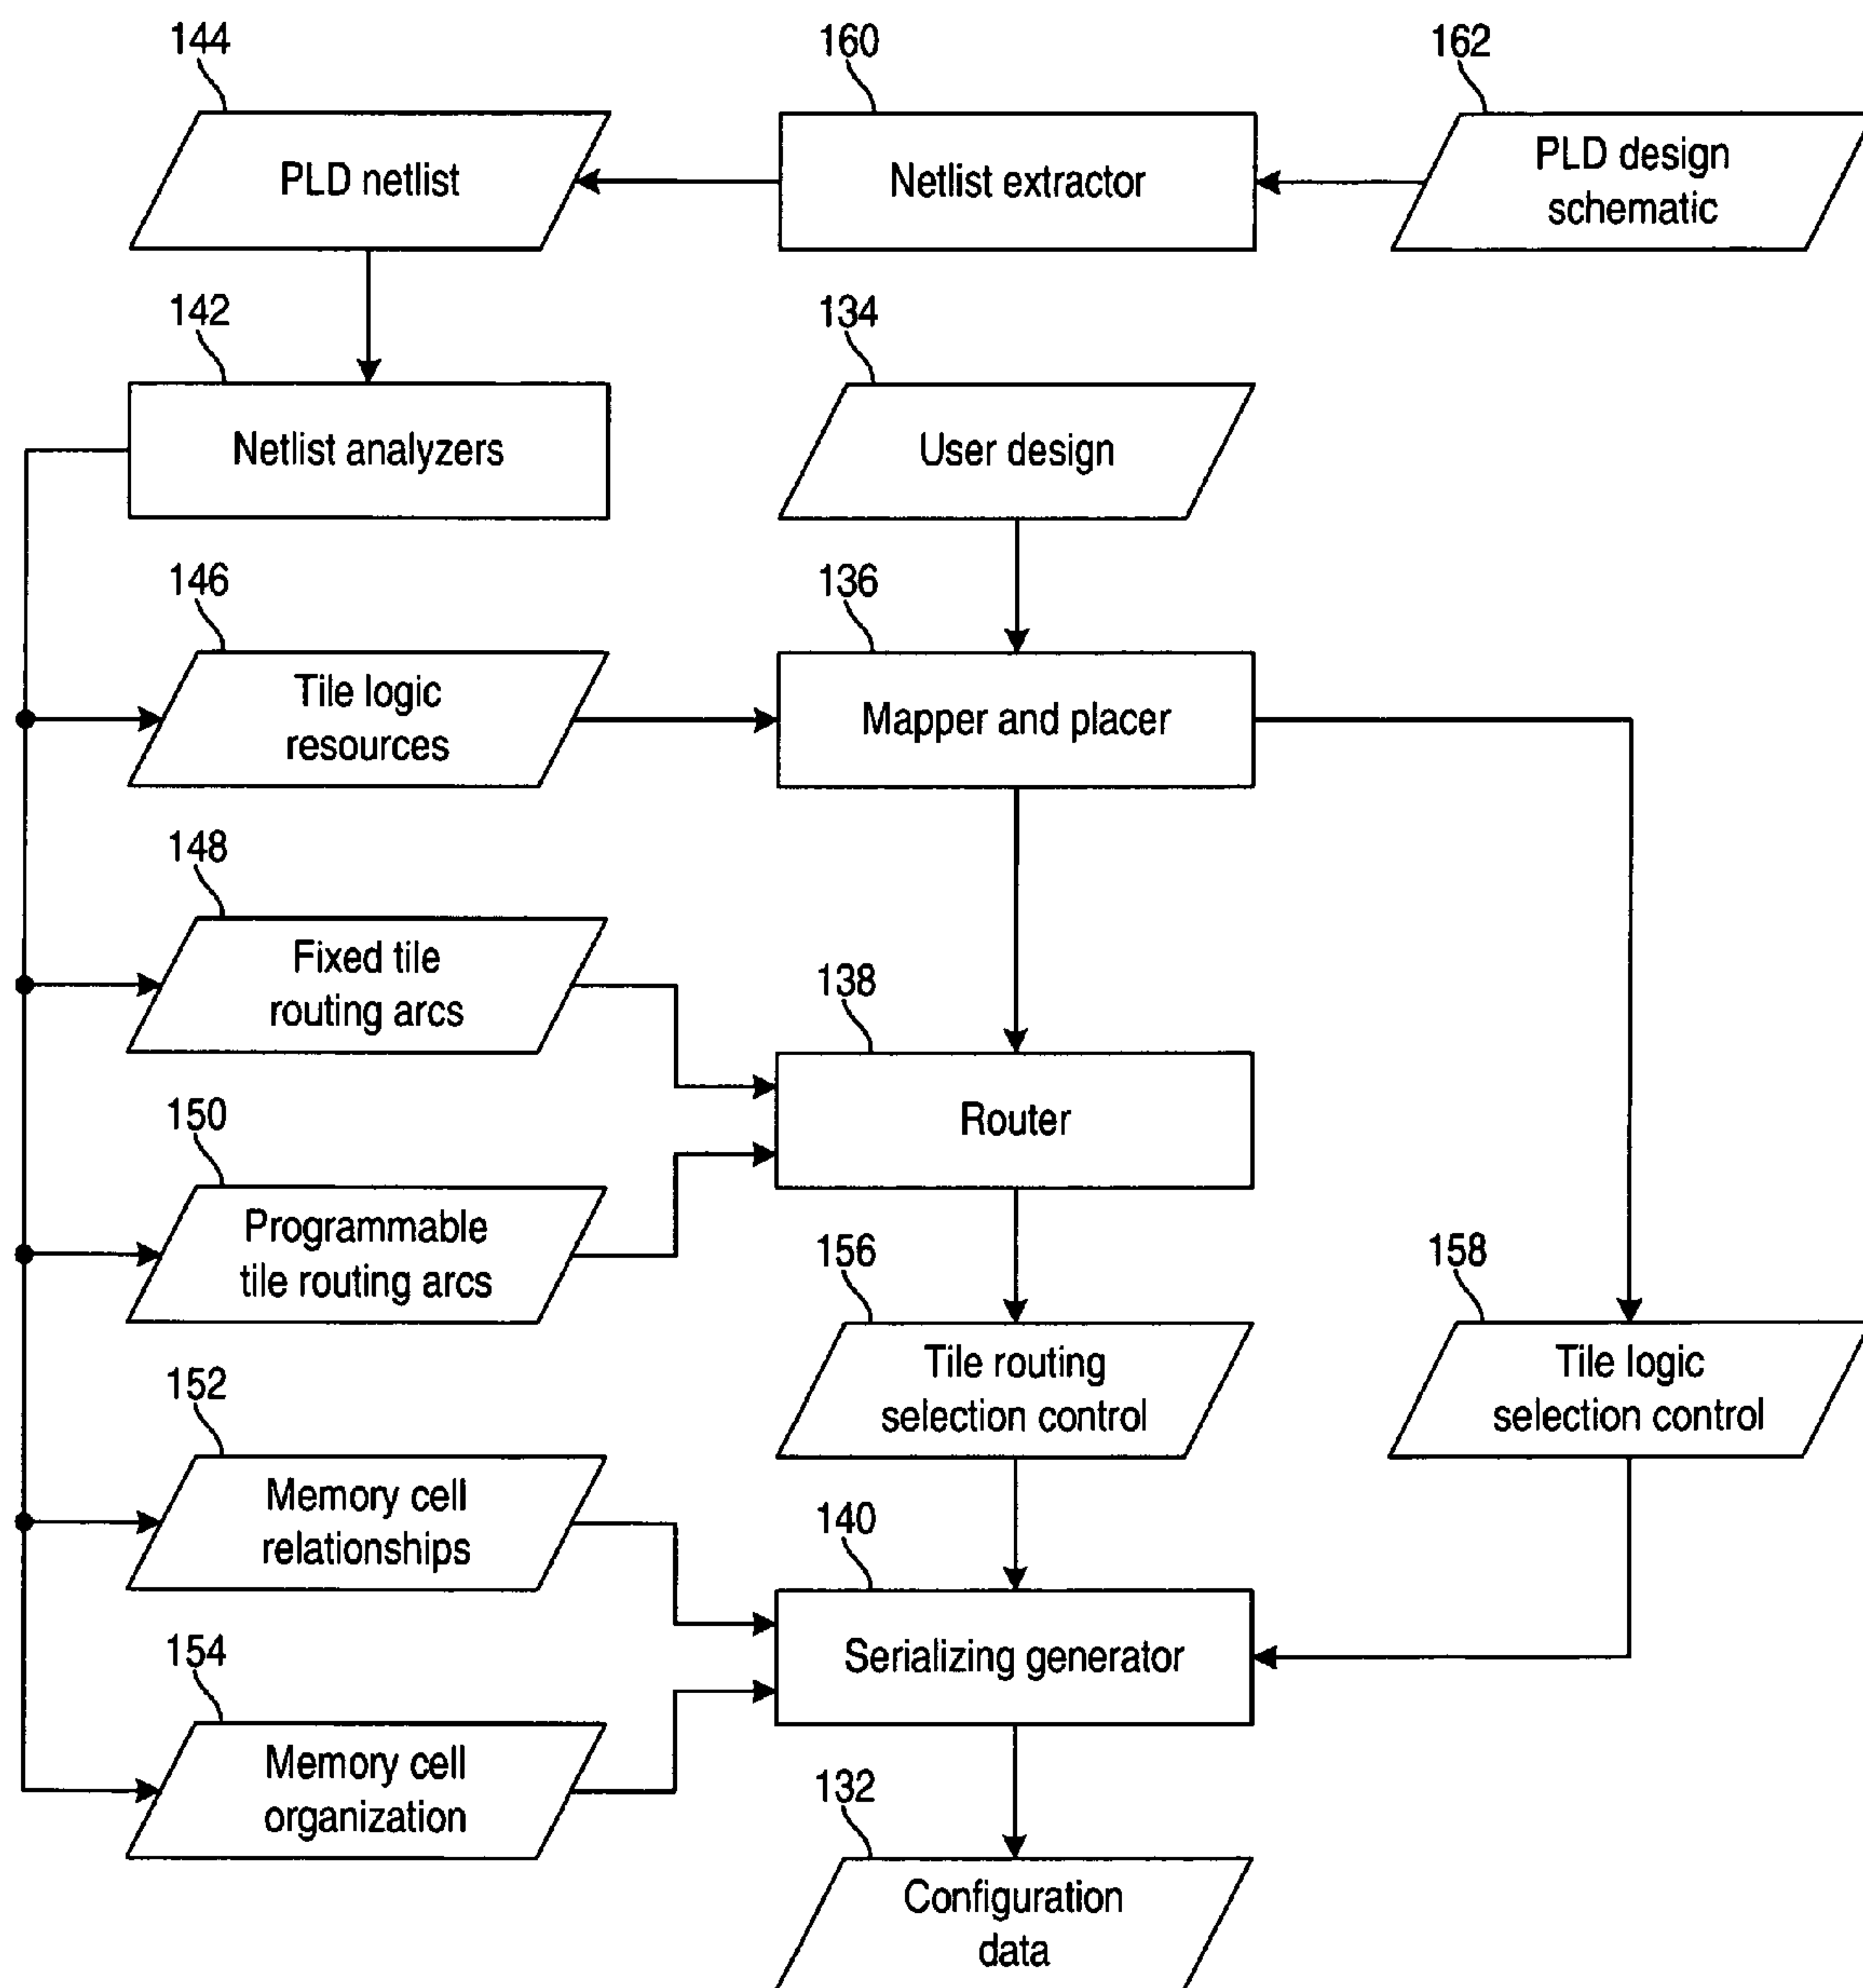 144
160
162
PLD netlist
Netlist extractor
PLD design
schematic
142
134
Netlist analyzers
User design
146
136
Tile logic
resources
Mapper and placer
148
Fixed tile
routing arcs
138
Router
150
Programmable
tile routing arcs
156
158
Tile routing
selection control
Tile logic
selection control
152
Memory cell
relationships
140
Serializing generator
154
Memory cell
organization
132
Configuration
data